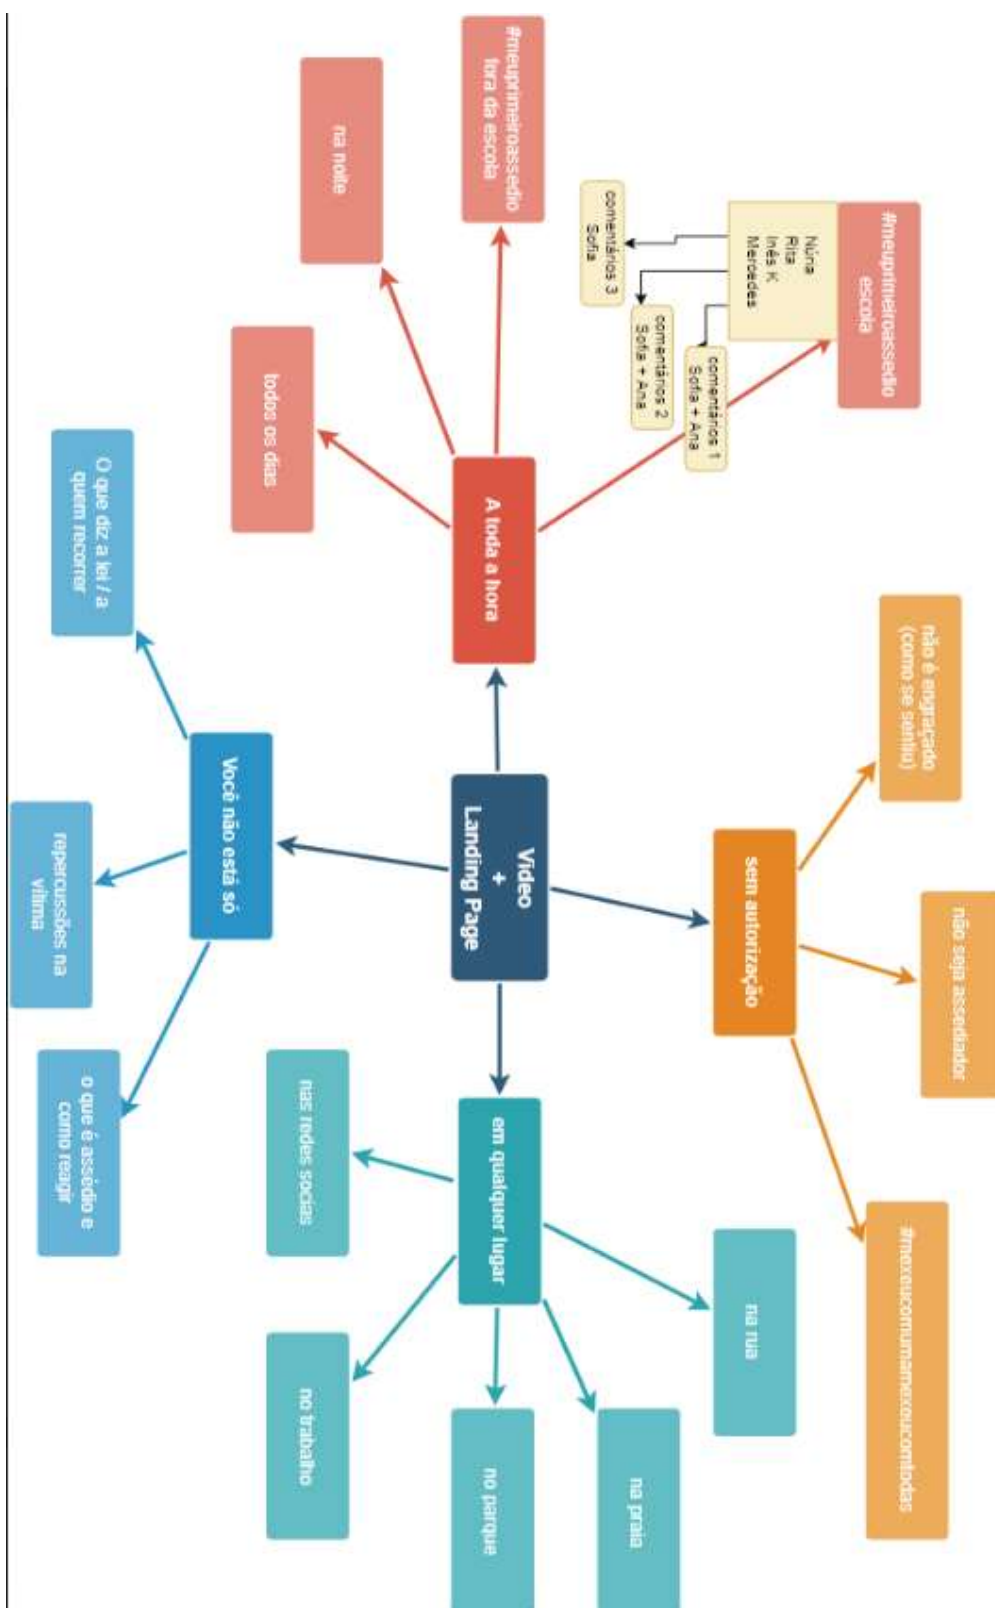 #meuprimeiroassedio
escola
Núria
Rita
Inês K
Mercedes
comentários 1
Sofia + Ana
comentários 2
Sofia + Ana
comentários 3
Sofia
não é engraçado
(como se sentiu)
não seja assediador
#mexeucomumamexeucomtodas
sem autorização
#meuprimeiroassedio
fora da escola
na noite
todos os dias
A toda a hora
Video
+
Landing Page
em qualquer lugar
na rua
na praia
no parque
no trabalho
nas redes socias
Você não está só
O que diz a lei / a
quem recorrer
repercussões na
vítima
o que é assédio e
como reagir